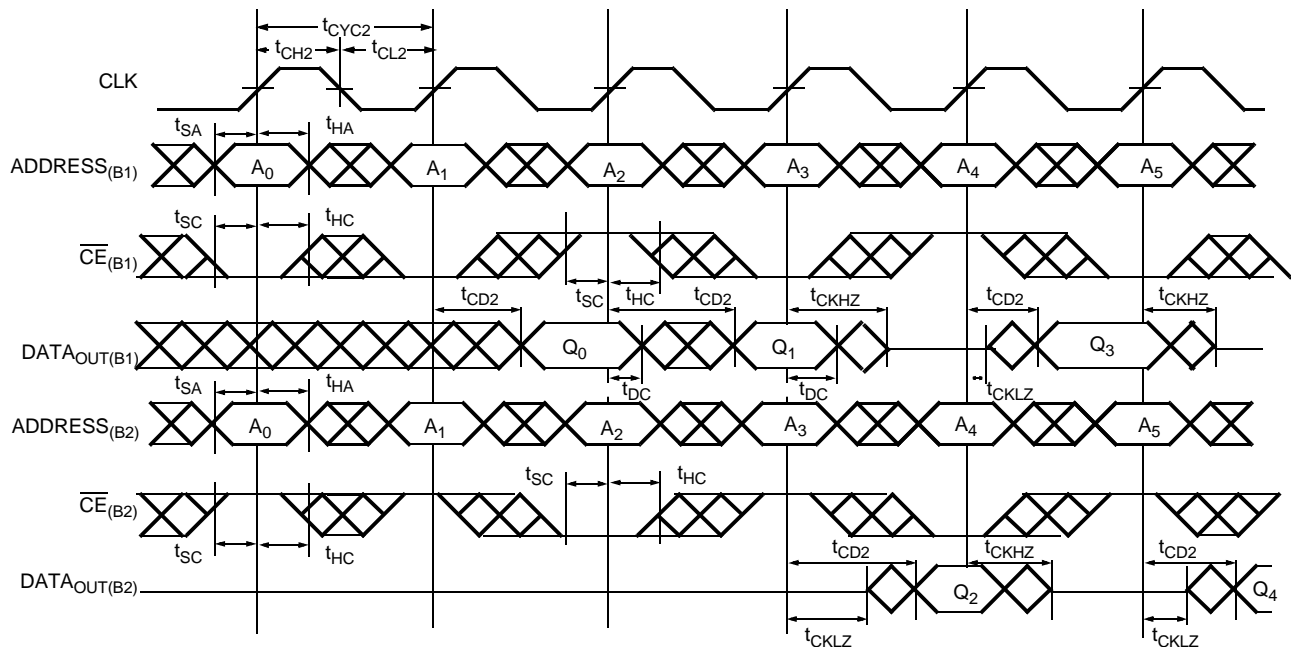 tCYC2
tCH2 tCL2
CLK
tSA tHA
ADDRESS(B1) A0 A1 A2 A3 A4 A5
tSC tHC
CE(B1)
tCD2 tSC tHC tCD2 tCKHZ tCD2 tCKHZ
DATAOUT(B1) Q0 Q1 Q3
tSA tHA tDC tDC tCKLZ
ADDRESS(B2) A0 A1 A2 A3 A4 A5
tSC tHC
CE(B2)
tSC tHC tCD2 tCKHZ tCD2
DATAOUT(B2) Q2 Q4
tCKLZ tCKLZ